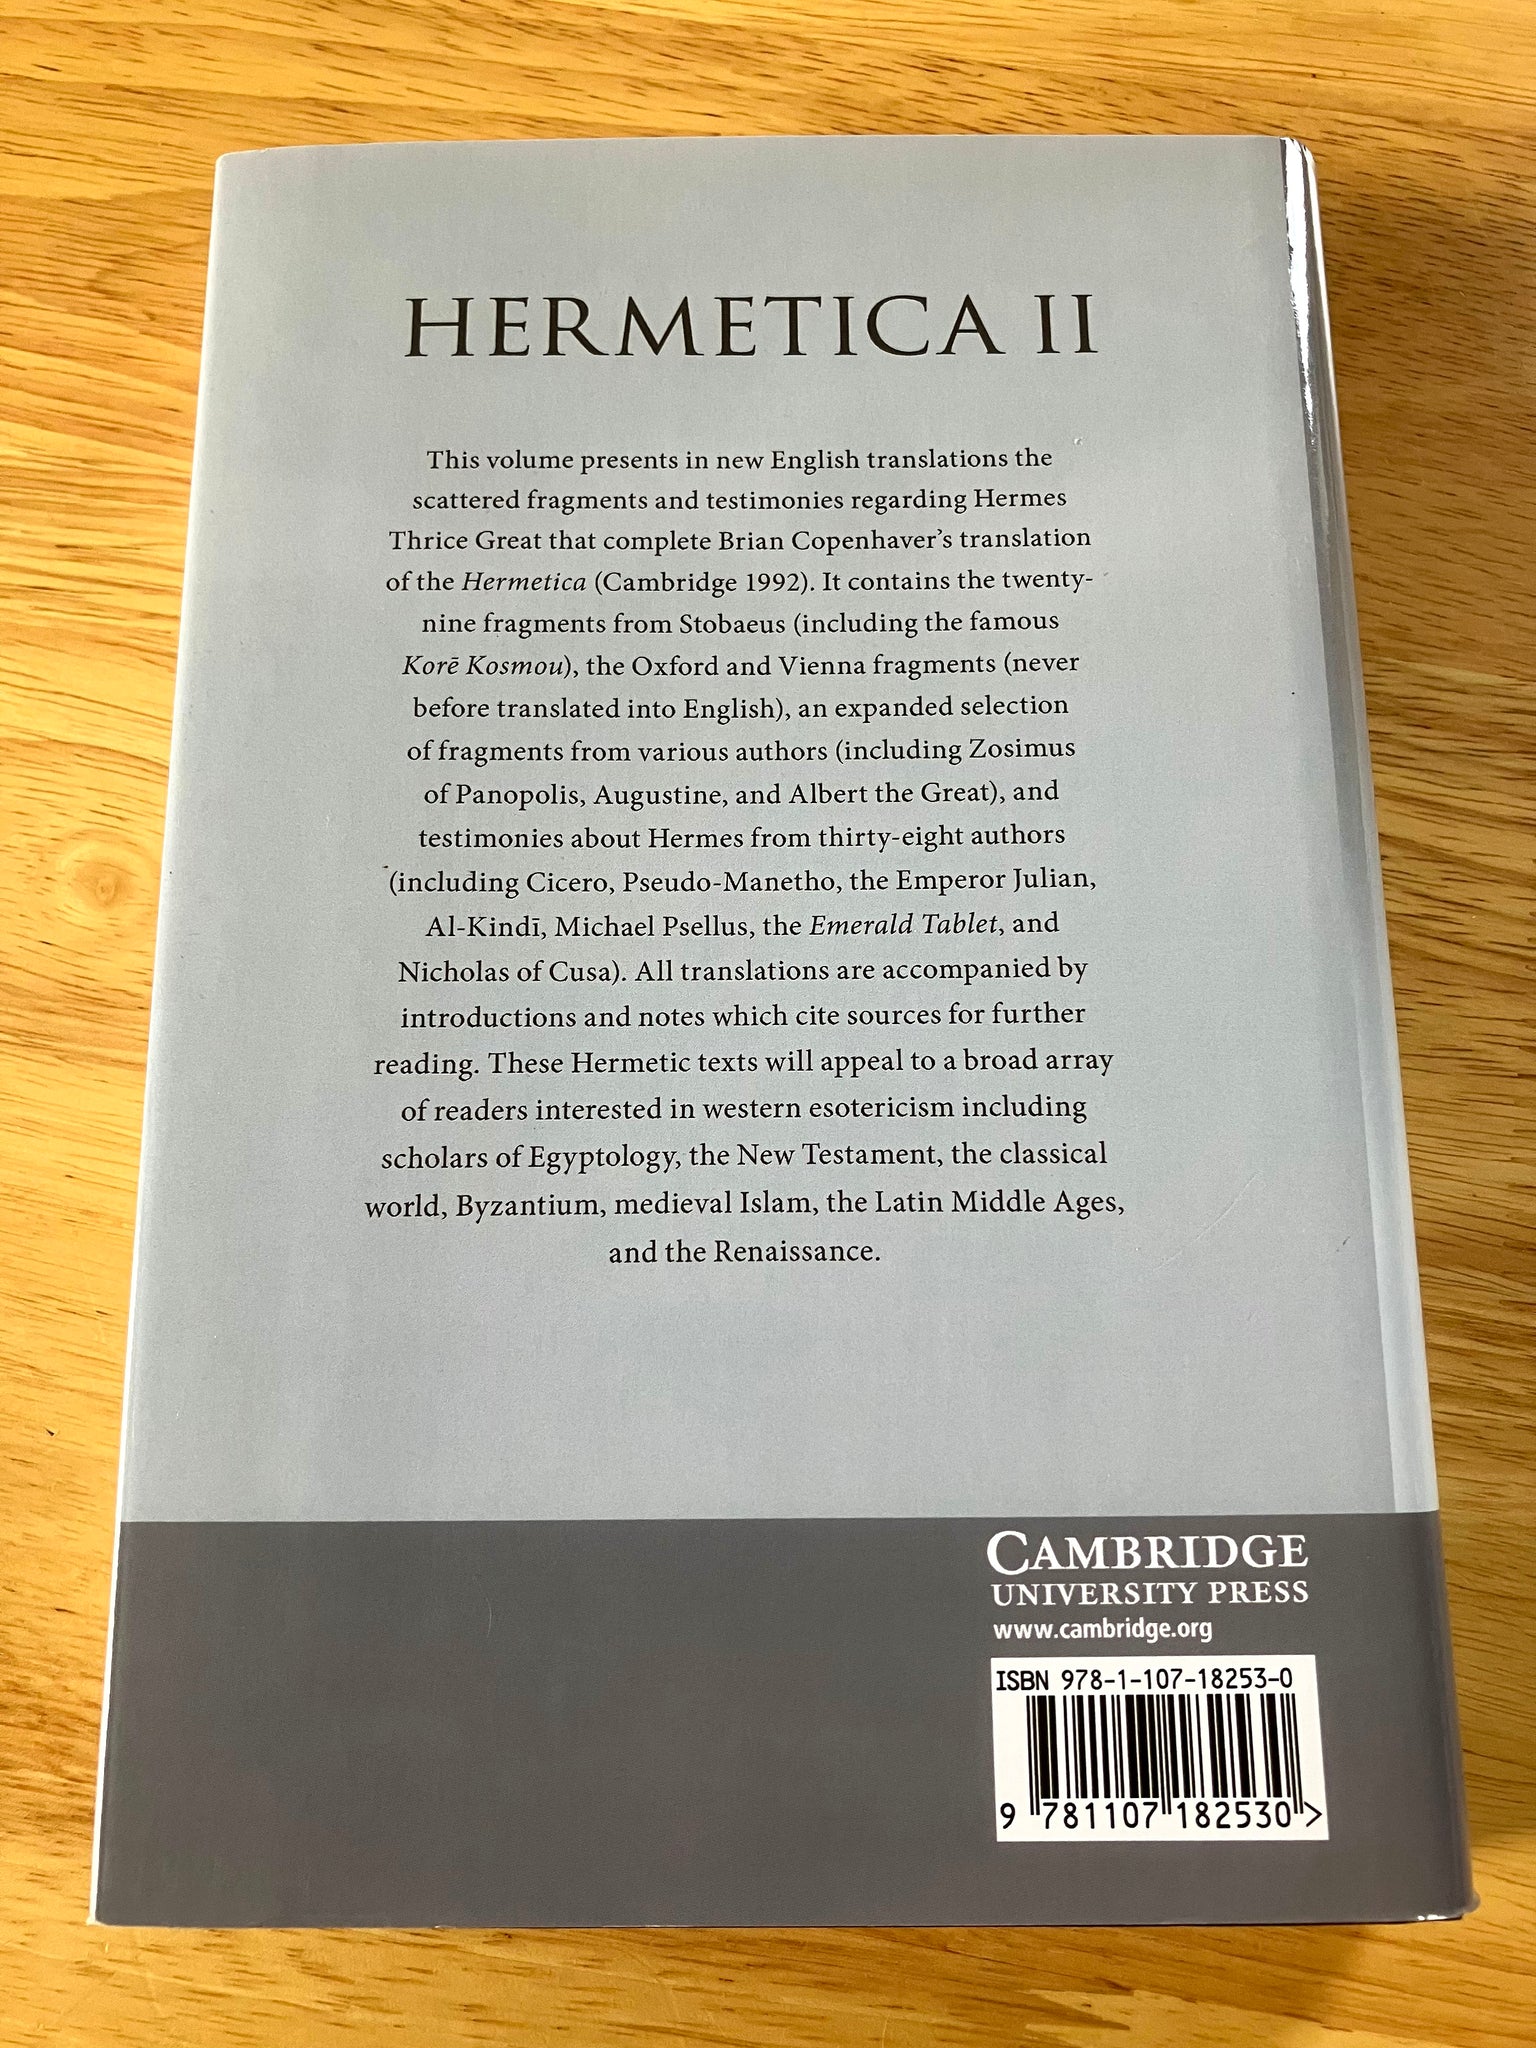 HERMETICA II
This volume presents in new English translations the
scattered fragments and testimonies regarding Hermes
Thrice Great that complete Brian Copenhaver’s translation
of the Hermetica (Cambridge 1992). It contains the twenty-
nine fragments from Stobaeus (including the famous
Korē Kosmou), the Oxford and Vienna fragments (never
before translated into English), an expanded selection
of fragments from various authors (including Zosimus
of Panopolis, Augustine, and Albert the Great), and
testimonies about Hermes from thirty-eight authors
(including Cicero, Pseudo-Manetho, the Emperor Julian,
Al-Kindī, Michael Psellus, the Emerald Tablet, and
Nicholas of Cusa). All translations are accompanied by
introductions and notes which cite sources for further
reading. These Hermetic texts will appeal to a broad array
of readers interested in western esotericism including
scholars of Egyptology, the New Testament, the classical
world, Byzantium, medieval Islam, the Latin Middle Ages,
and the Renaissance.
CAMBRIDGE
UNIVERSITY PRESS
www.cambridge.org
ISBN 978-1-107-18253-0
9 781107 182530 >